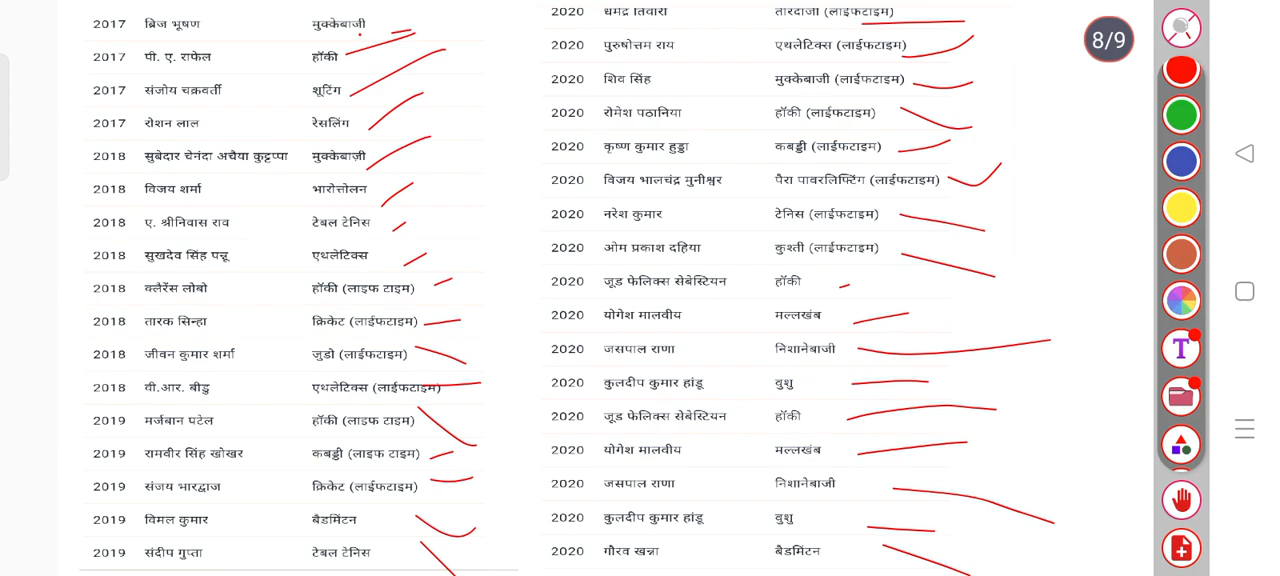 2017 ब्रिज भूषण मुक्केबाजी
2017 पी. ए. राफेल हॉकी
2017 संजोय चक्रवर्ती शूटिंग
2017 रोशन लाल रेसलिंग
2018 सुबेदार चेनंदा अचैया कुट्टप्पा मुक्केबाज़ी
2018 विजय शर्मा भारोत्तोलन
2018 ए. श्रीनिवास राव टेबल टेनिस
2018 सुखदेव सिंह पन्नू एथलेटिक्स
2018 क्लैरेंस लोबो हॉकी (लाइफ टाइम)
2018 तारक सिन्हा क्रिकेट (लाईफटाइम)
2018 जीवन कुमार शर्मा जुडो (लाईफटाइम)
2018 वी.आर. बीडु एथलेटिक्स (लाईफटाइम)
2019 मर्जबान पटेल हॉकी (लाइफ टाइम)
2019 रामवीर सिंह खोखर कबड्डी (लाइफ टाइम)
2019 संजय भारद्वाज क्रिकेट (लाईफटाइम)
2019 विमल कुमार बैडमिंटन
2019 संदीप गुप्ता टेबल टेनिस
2020 धर्मेंद्र तिवारी तीरंदाजी (लाईफटाइम)
2020 पुरुषोत्तम राय एथलेटिक्स (लाईफटाइम)
2020 शिव सिंह मुक्केबाजी (लाईफटाइम)
2020 रोमेश पठानिया हॉकी (लाईफटाइम)
2020 कृष्ण कुमार हुड्डा कबड्डी (लाईफटाइम)
2020 विजय भालचंद्र मुनीश्वर पैरा पावरलिफ्टिंग (लाईफटाइम)
2020 नरेश कुमार टेनिस (लाईफटाइम)
2020 ओम प्रकाश दहिया कुश्ती (लाईफटाइम)
2020 जूड फेलिक्स सेबेस्टियन हॉकी
2020 योगेश मालवीय मल्लखंब
2020 जसपाल राणा निशानेबाजी
2020 कुलदीप कुमार हांडू वुशु
2020 जूड फेलिक्स सेबेस्टियन हॉकी
2020 योगेश मालवीय मल्लखंब
2020 जसपाल राणा निशानेबाजी
2020 कुलदीप कुमार हांडू वुशु
2020 गौरव खन्ना बैडमिंटन
8/9
T